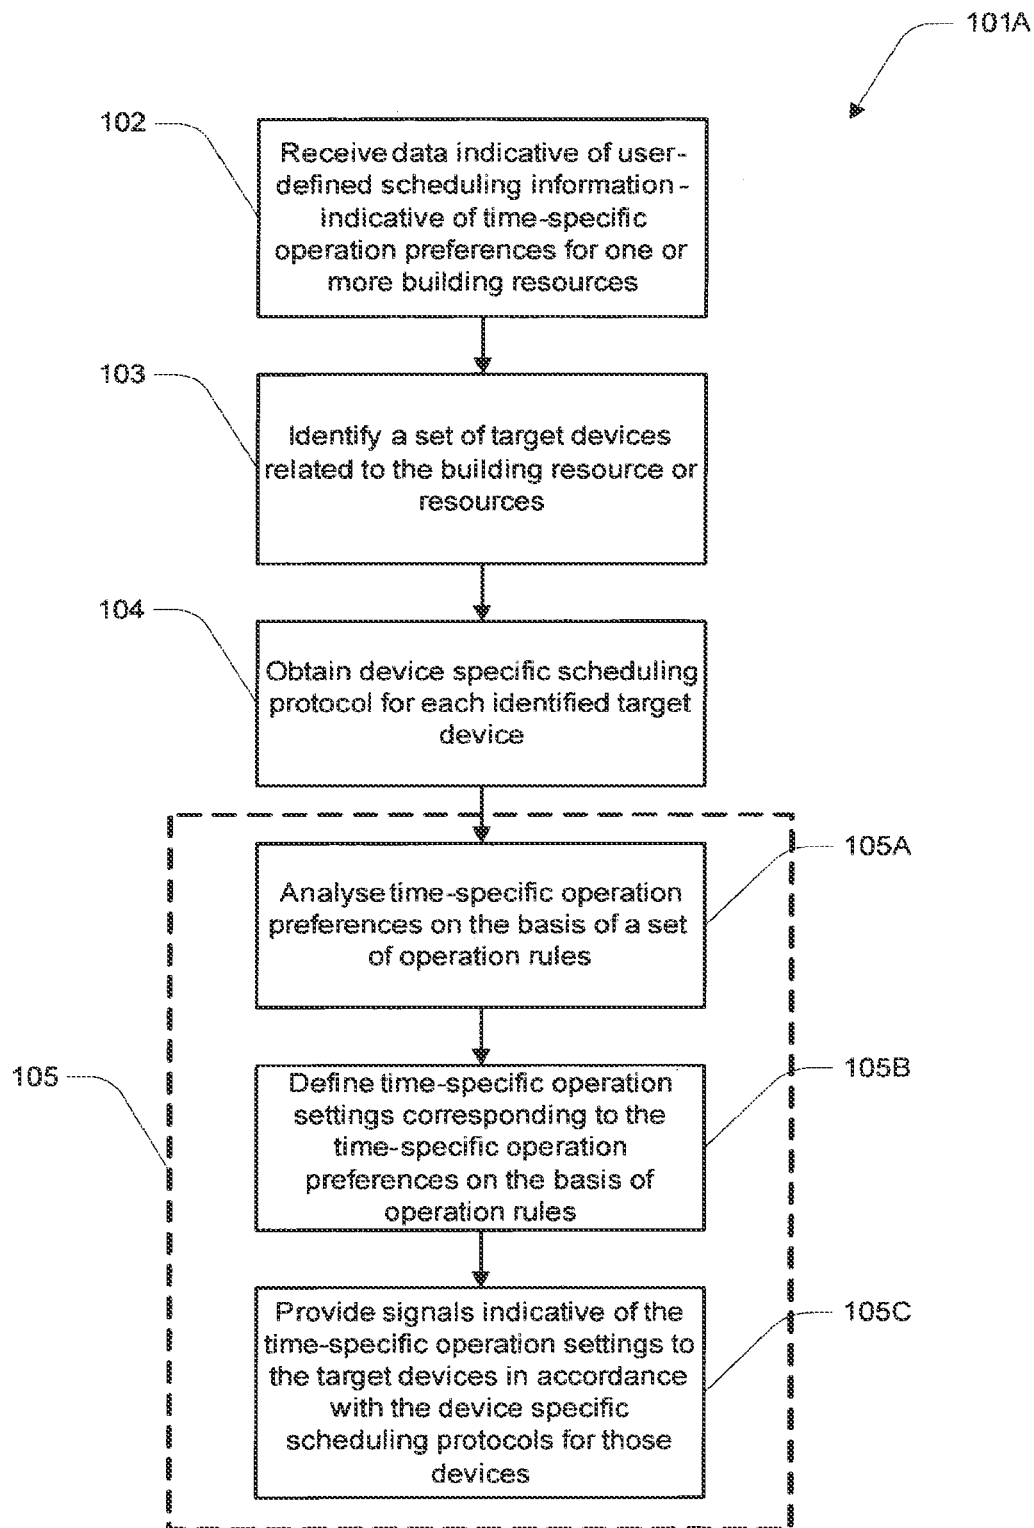 101A
102
Receive data indicative of user-
defined scheduling information -
indicative of time-specific
operation preferences for one or
more building resources
103
Identify a set of target devices
related to the building resource or
resources
104
Obtain device specific scheduling
protocol for each identified target
device
105A
Analyse time-specific operation
preferences on the basis of a set
of operation rules
105
105B
Define time-specific operation
settings corresponding to the
time-specific operation
preferences on the basis of
operation rules
105C
Provide signals indicative of the
time-specific operation settings to
the target devices in accordance
with the device specific
scheduling protocols for those
devices